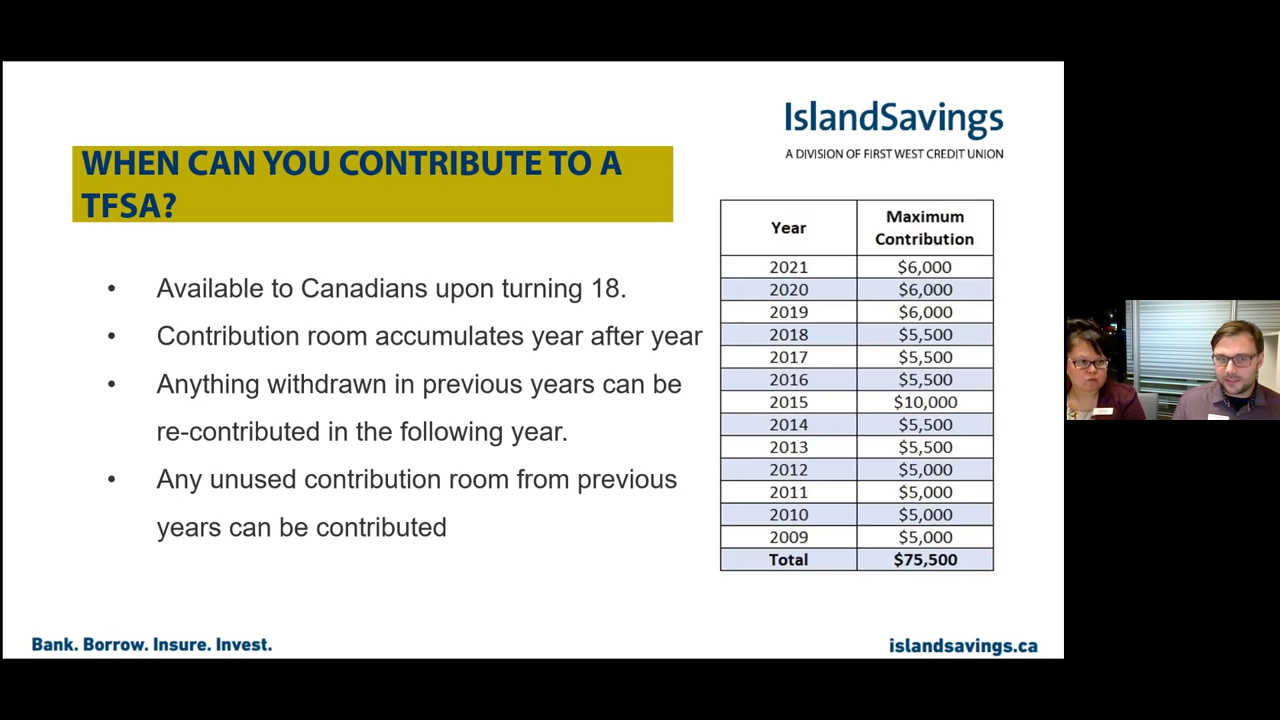 IslandSavings
A DIVISION OF FIRST WEST CREDIT UNION
WHEN CAN YOU CONTRIBUTE TO A
TFSA?
• Available to Canadians upon turning 18.
• Contribution room accumulates year after year
• Anything withdrawn in previous years can be
re-contributed in the following year.
• Any unused contribution room from previous
years can be contributed
Year Maximum
Contribution
2021 $6,000
2020 $6,000
2019 $6,000
2018 $5,500
2017 $5,500
2016 $5,500
2015 $10,000
2014 $5,500
2013 $5,500
2012 $5,000
2011 $5,000
2010 $5,000
2009 $5,000
Total $75,500
Bank. Borrow. Insure. Invest.
islandsavings.ca